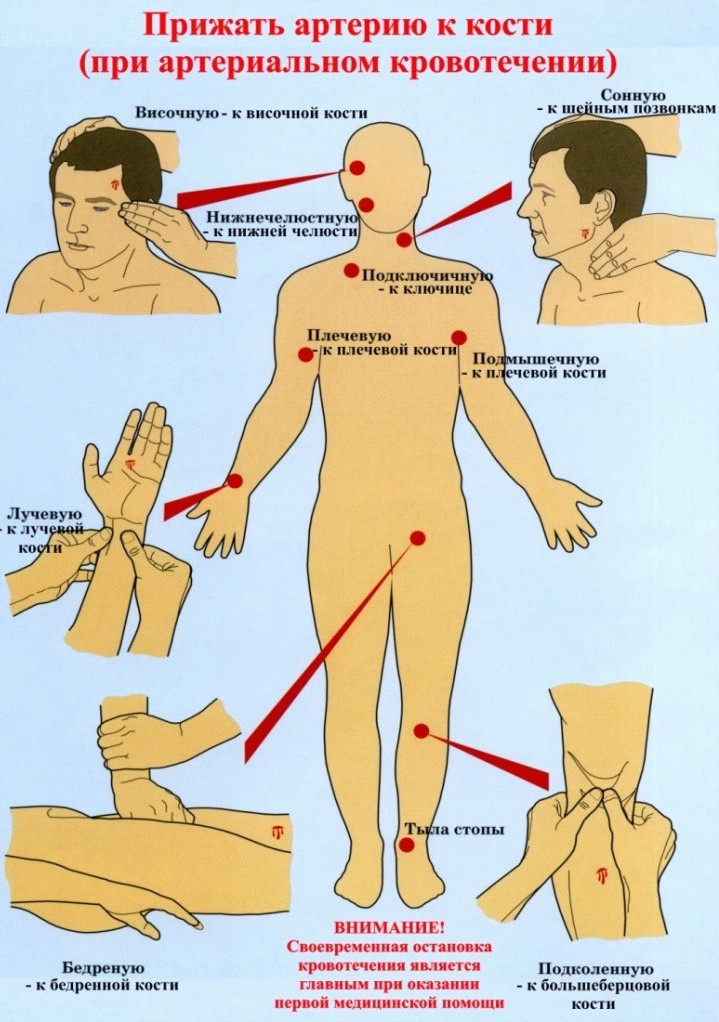 Прижать артерию к кости
(при артериальном кровотечении)
Височную - к височной кости
Сонную
- к шейным позвонкам
Нижнечелюстную
- к нижней челюсти
Подключичную
- к ключице
Плечевую
- к плечевой кости
Подмышечную
- к плечевой кости
Лучевую
- к лучевой
кости
Тыла стопы
Бедреную
- к бедренной кости
ВНИМАНИЕ!
Своевременная остановка
кровотечения является
главным при оказании
первой медицинской помощи
Подколенную
- к большеберцовой
кости